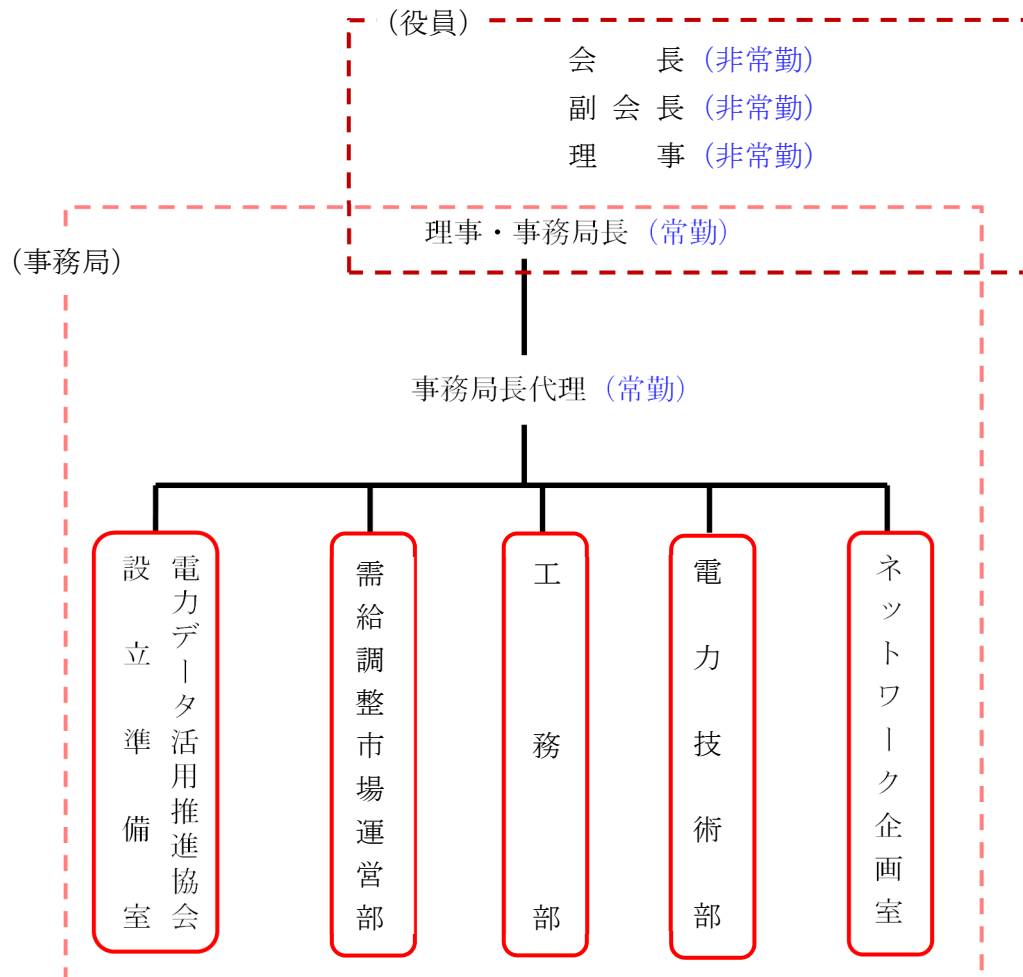 (役員)
会長(非常勤)
副会長(非常勤)
理事(非常勤)
理事・事務局長(常勤)
(事務局)
事務局長代理(常勤)
電力データ活用推進協会
設立準備室
需給調整市場運営部
工務部
電力技術部
ネットワーク企画室